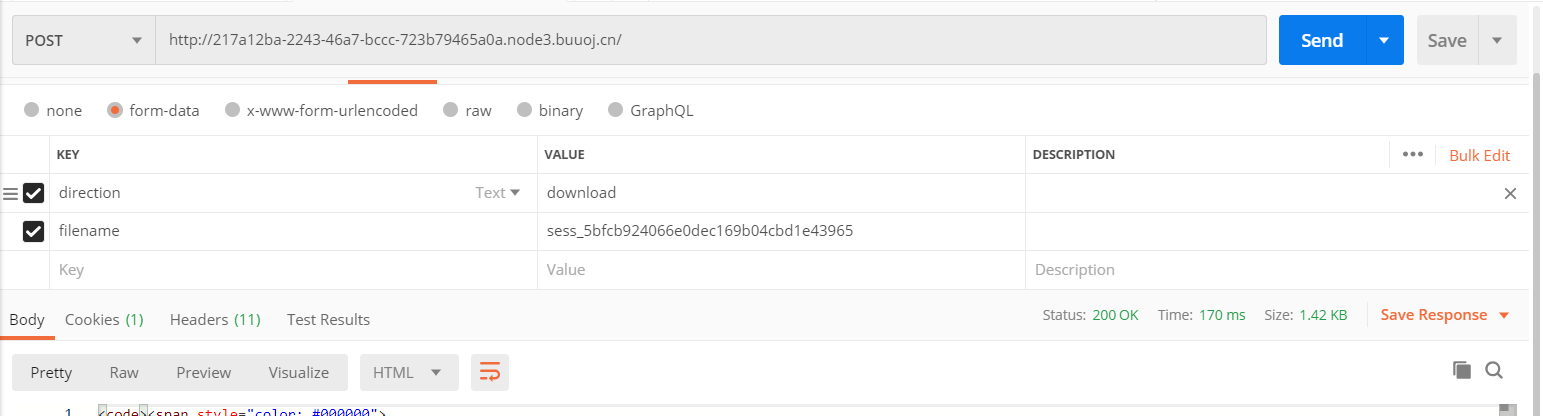 POST http://217a12ba-2243-46a7-bccc-723b79465a0a.node3.buuoj.cn/ Send Save
none form-data x-www-form-urlencoded raw binary GraphQL
KEY VALUE DESCRIPTION ••• Bulk Edit
direction Text download
filename sess_5bfcb924066e0dec169b04cbd1e43965
Key Value Description
Body Cookies (1) Headers (11) Test Results Status: 200 OK Time: 170 ms Size: 1.42 KB Save Response
Pretty Raw Preview Visualize HTML
1 <code><span style="color: #000000">